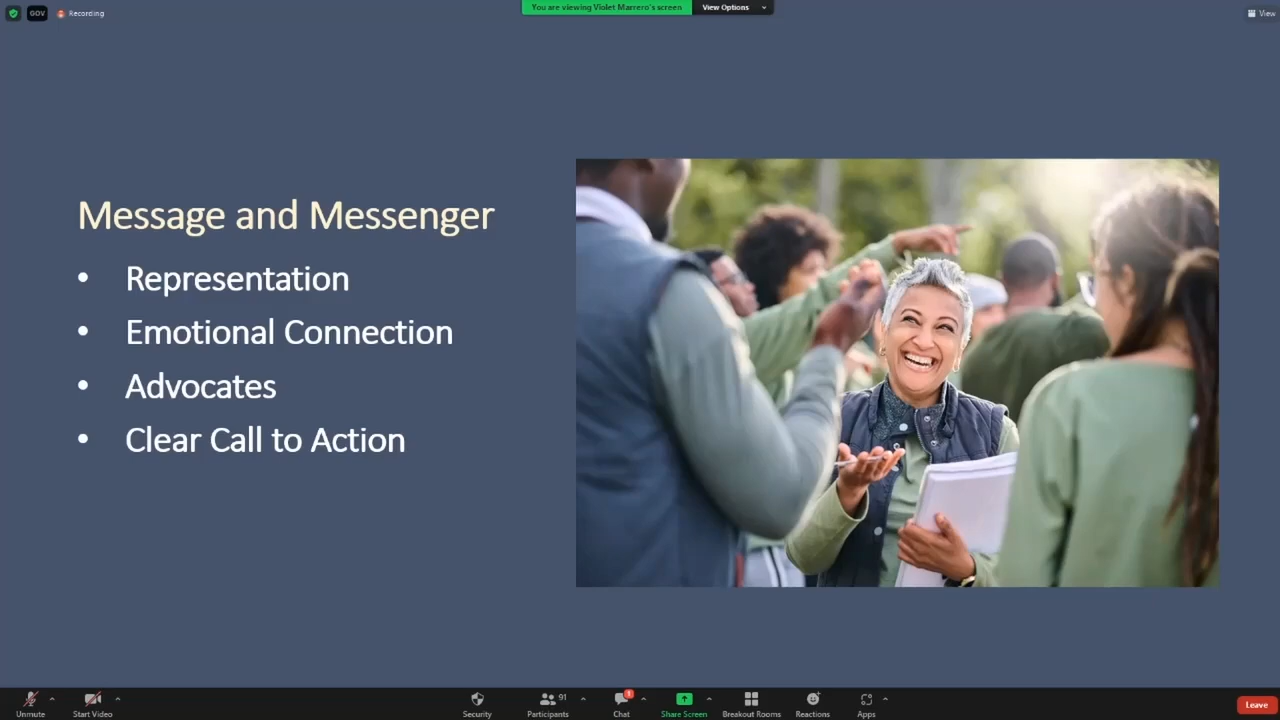 GOV
Recording
You are viewing Violet Marrero's screen
View Options
View
Message and Messenger
• Representation
• Emotional Connection
• Advocates
• Clear Call to Action
Unmute
Start Video
Security
91
Participants
1
Chat
Share Screen
Breakout Rooms
Reactions
Apps
Leave